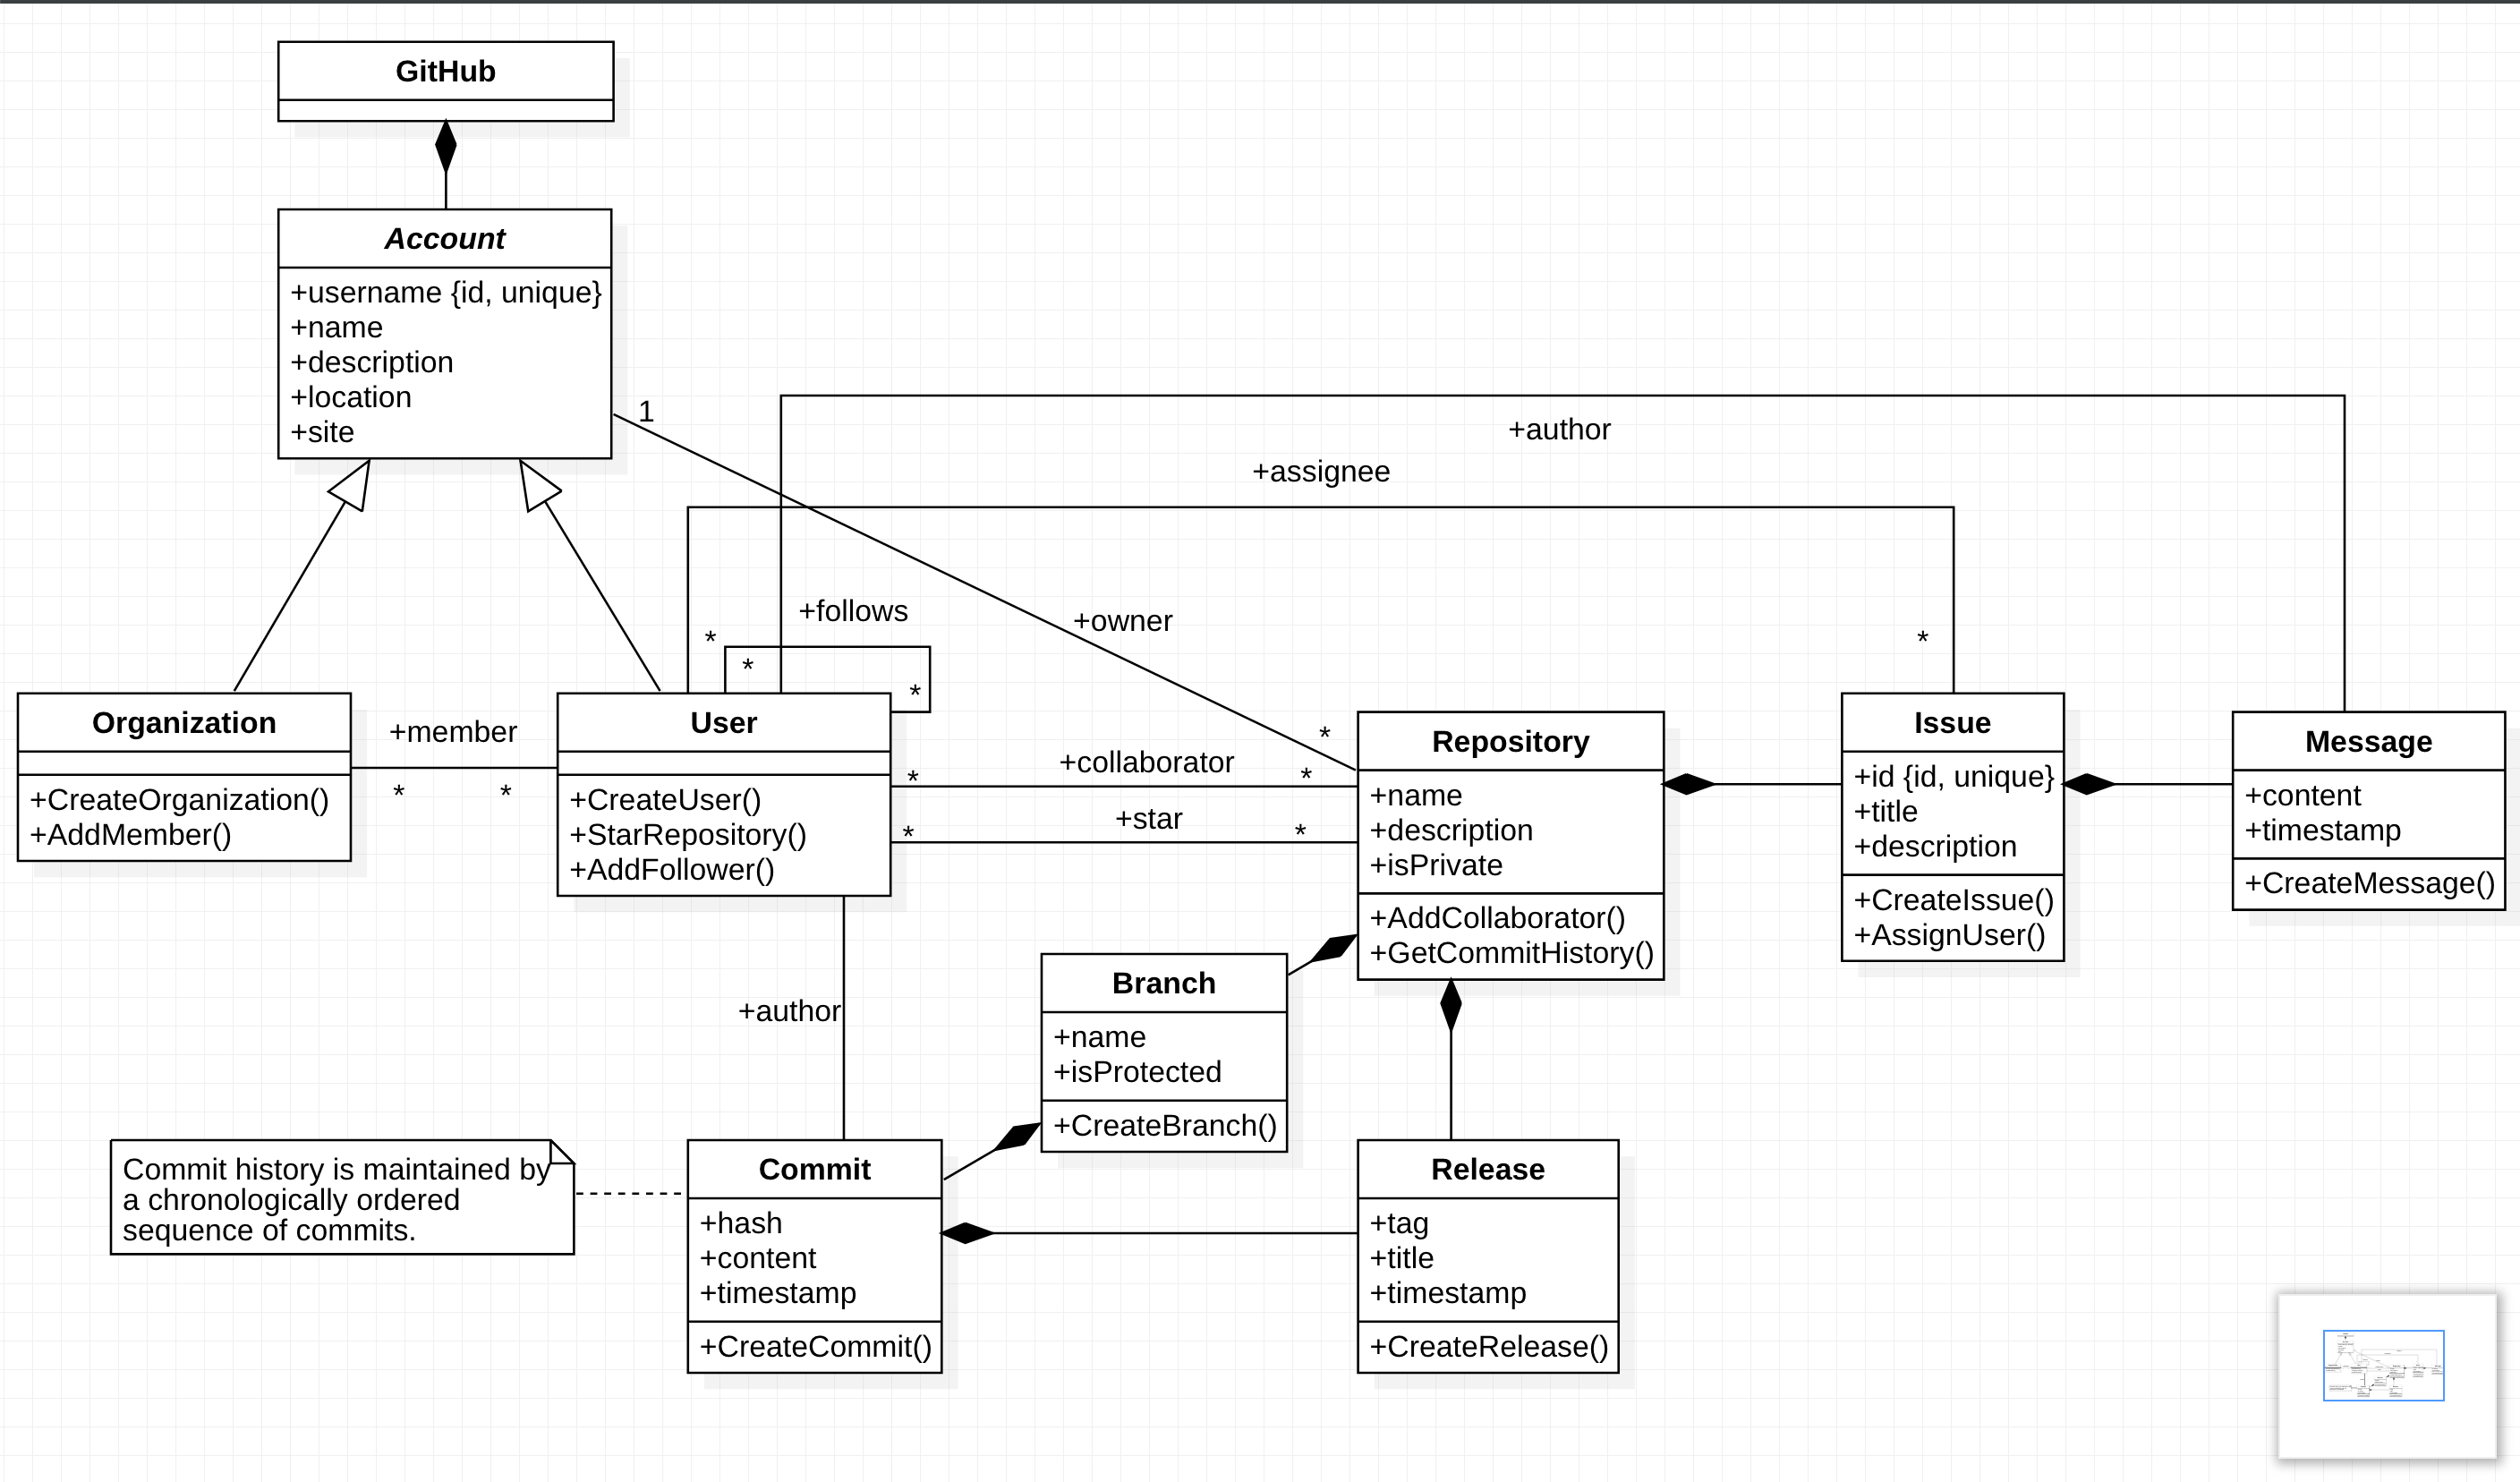 GitHub
Account
+username {id, unique}
+name
+description
+location
+site
1
+author
+assignee
+follows
+owner
*
*
*
*
*
Organization
+CreateOrganization()
+AddMember()
+member
*
*
User
+CreateUser()
+StarRepository()
+AddFollower()
+collaborator
*
*
+star
*
*
Repository
+name
+description
+isPrivate
+AddCollaborator()
+GetCommitHistory()
Issue
+id {id, unique}
+title
+description
+CreateIssue()
+AssignUser()
Message
+content
+timestamp
+CreateMessage()
+author
Branch
+name
+isProtected
+CreateBranch()
Commit history is maintained by
a chronologically ordered
sequence of commits.
Commit
+hash
+content
+timestamp
+CreateCommit()
Release
+tag
+title
+timestamp
+CreateRelease()